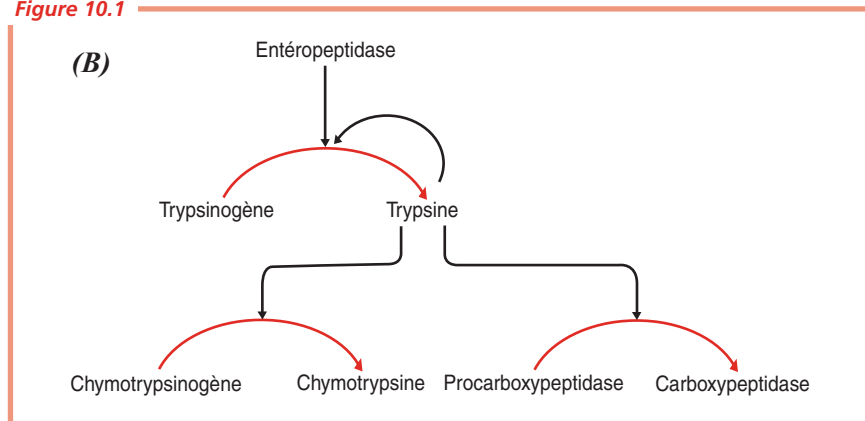 Figure 10.1
(B)
Entéropeptidase
Trypsinogène Trypsine
Chymotrypsinogène Chymotrypsine Procarboxypeptidase Carboxypeptidase